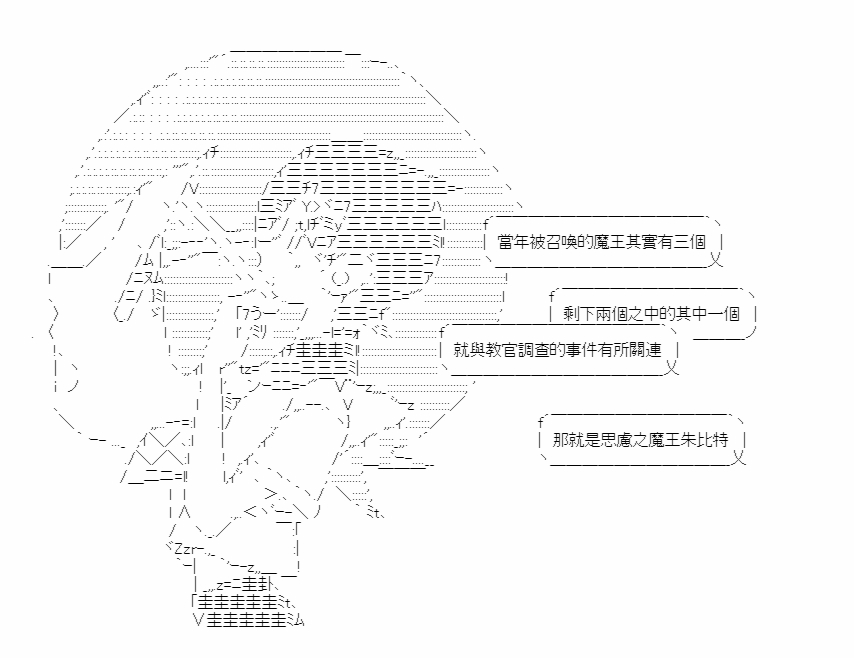 當年被召喚的魔王其實有三個
剩下兩個之中的其中一個
就與教官調查的事件有所關連
那就是思慮之魔王朱比特